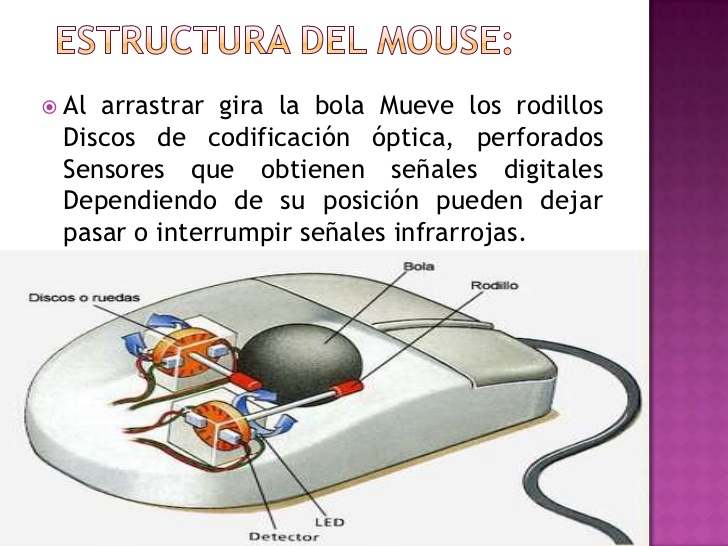 ESTRUCTURA DEL MOUSE:
Al arrastrar gira la bola Mueve los rodillos
Discos de codificación óptica, perforados
Sensores que obtienen señales digitales
Dependiendo de su posición pueden dejar
pasar o interrumpir señales infrarrojas.
Bola
Rodillo
Discos o ruedas
LED
Detector